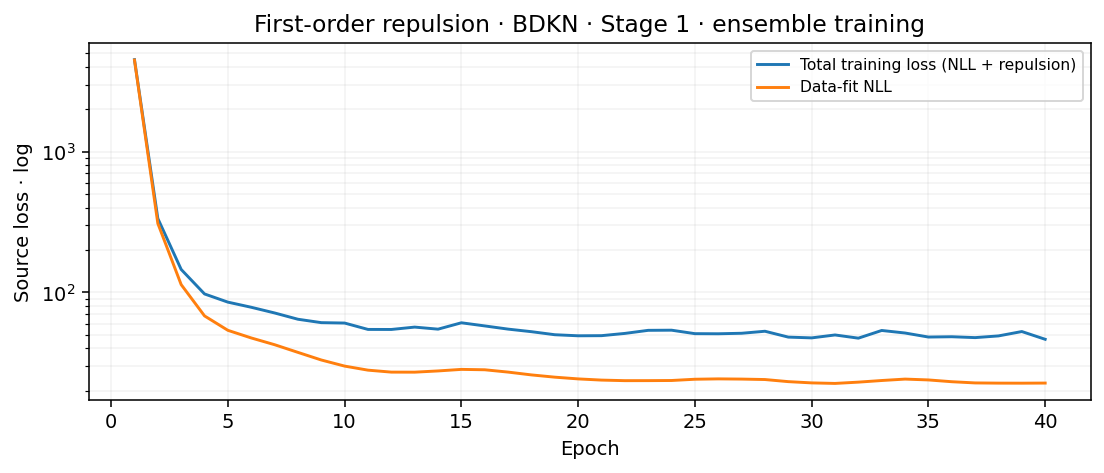 First-order repulsion · BDKN · Stage 1 · ensemble training
Total training loss (NLL + repulsion)
Data-fit NLL
Source loss · log
10³
10²
0 5 10 15 20 25 30 35 40
Epoch